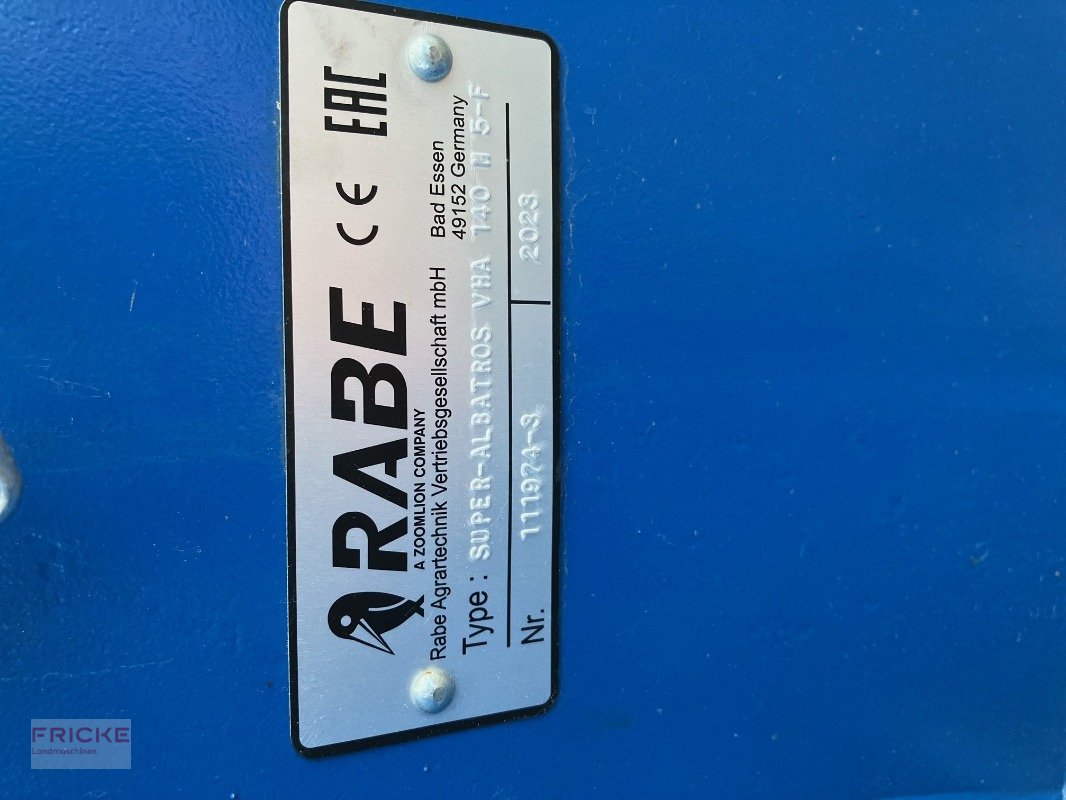 RABE CE EAC
A ZOOMLION COMPANY
Rabe Agrartechnik Vertriebsgesellschaft mbH Bad Essen
49152 Germany
Type : SUPER-ALBATROS VHA 140 H 5-F
Nr. 111974-3 2023
FRICKE
Landmaschinen